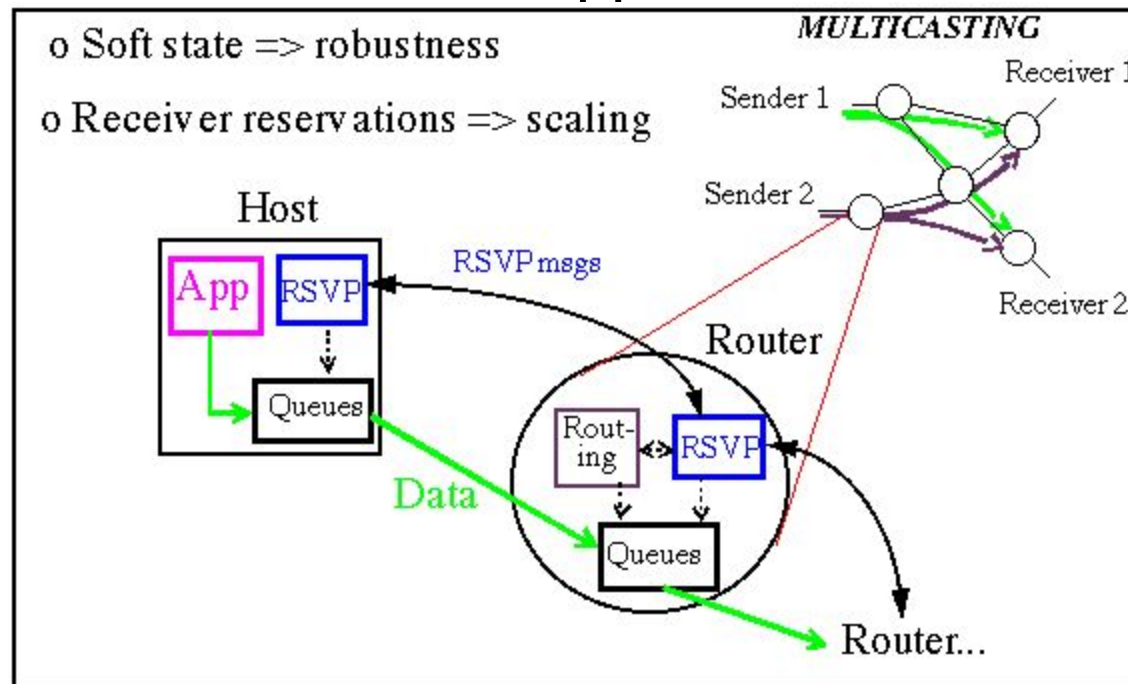 o Soft state => robustness
o Receiver reservations => scaling
MULTICASTING
Receiver 1
Sender 1
Sender 2
Receiver 2
Host
App
RSVP
RSVP msgs
Queues
Data
Router
Rout-
ing
RSVP
Queues
Router...